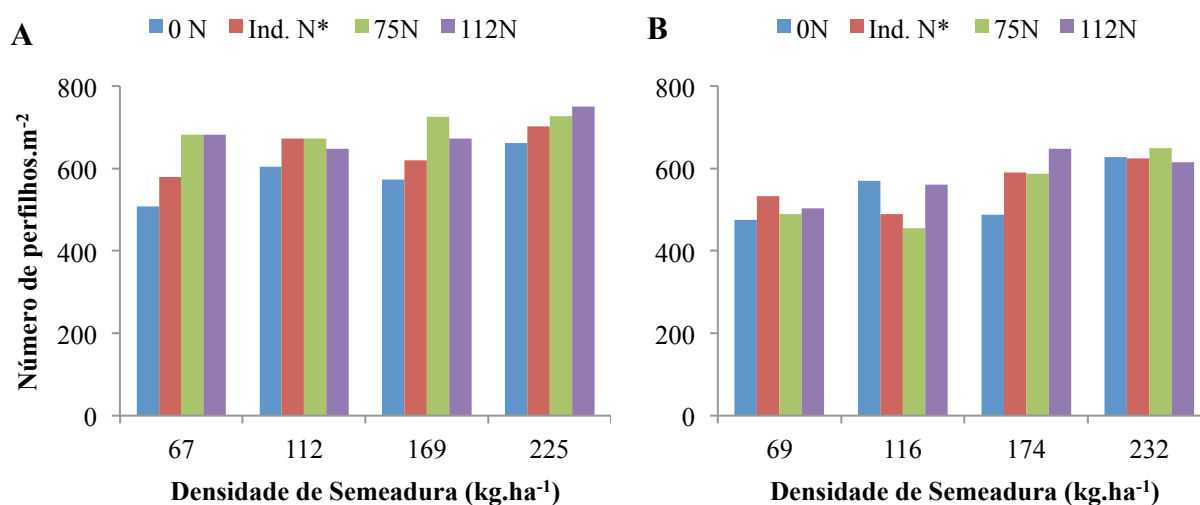 A
0 N Ind. N* 75N 112N
Número de perfilhos.m⁻²
800
600
400
200
0
67 112 169 225
Densidade de Semeadura (kg.ha⁻¹)
B
0N Ind. N* 75N 112N
800
600
400
200
0
69 116 174 232
Densidade de Semeadura (kg.ha⁻¹)